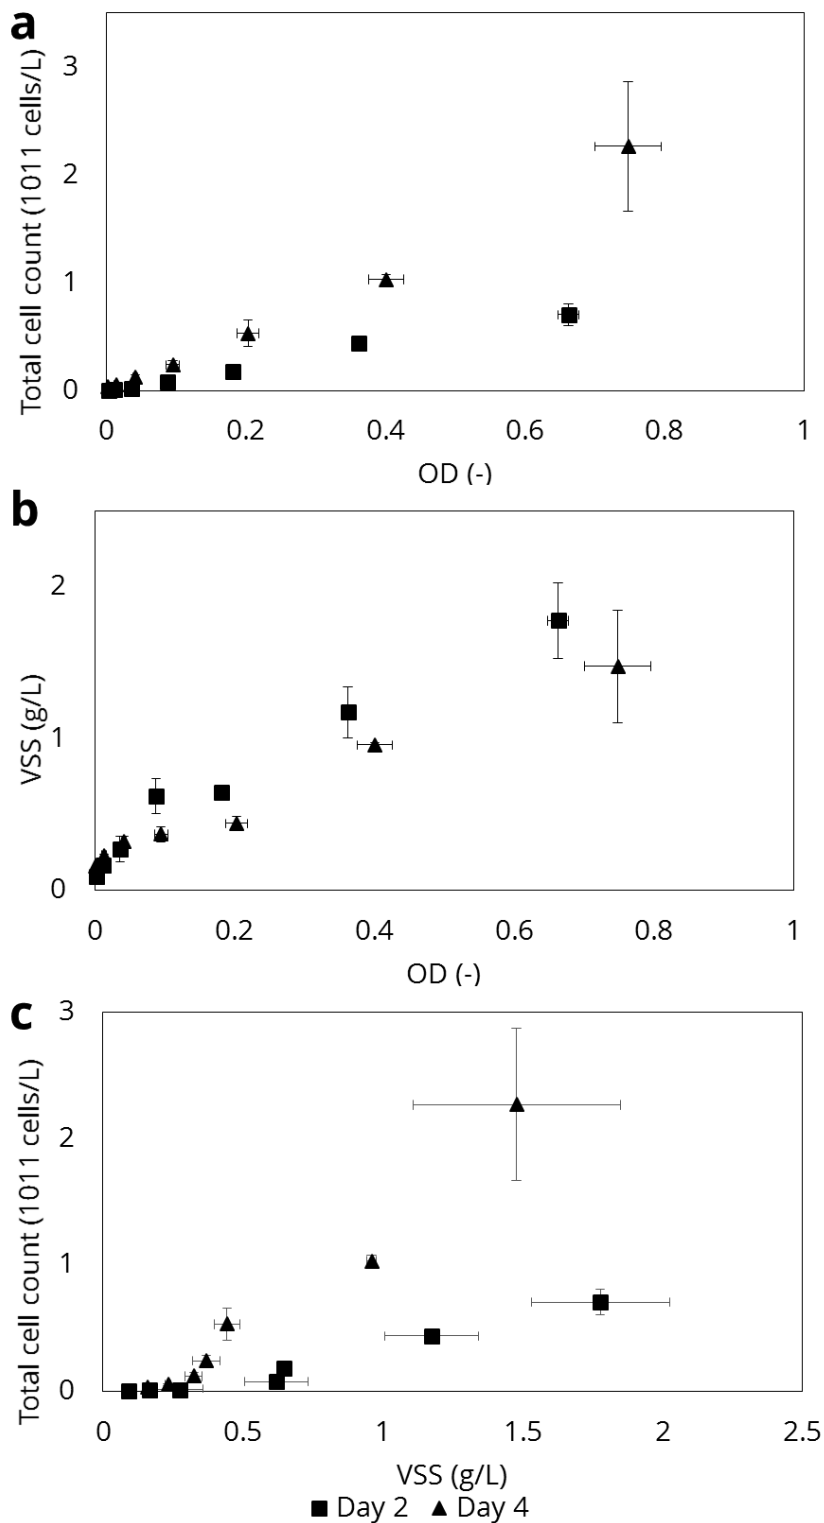 a
Total cell count (1011 cells/L)
3
2
1
0
0 0.2 0.4 0.6 0.8 1
OD (-)
b
VSS (g/L)
2
1
0
0 0.2 0.4 0.6 0.8 1
OD (-)
c
Total cell count (1011 cells/L)
3
2
1
0
0 0.5 1 1.5 2 2.5
VSS (g/L)
Day 2 Day 4